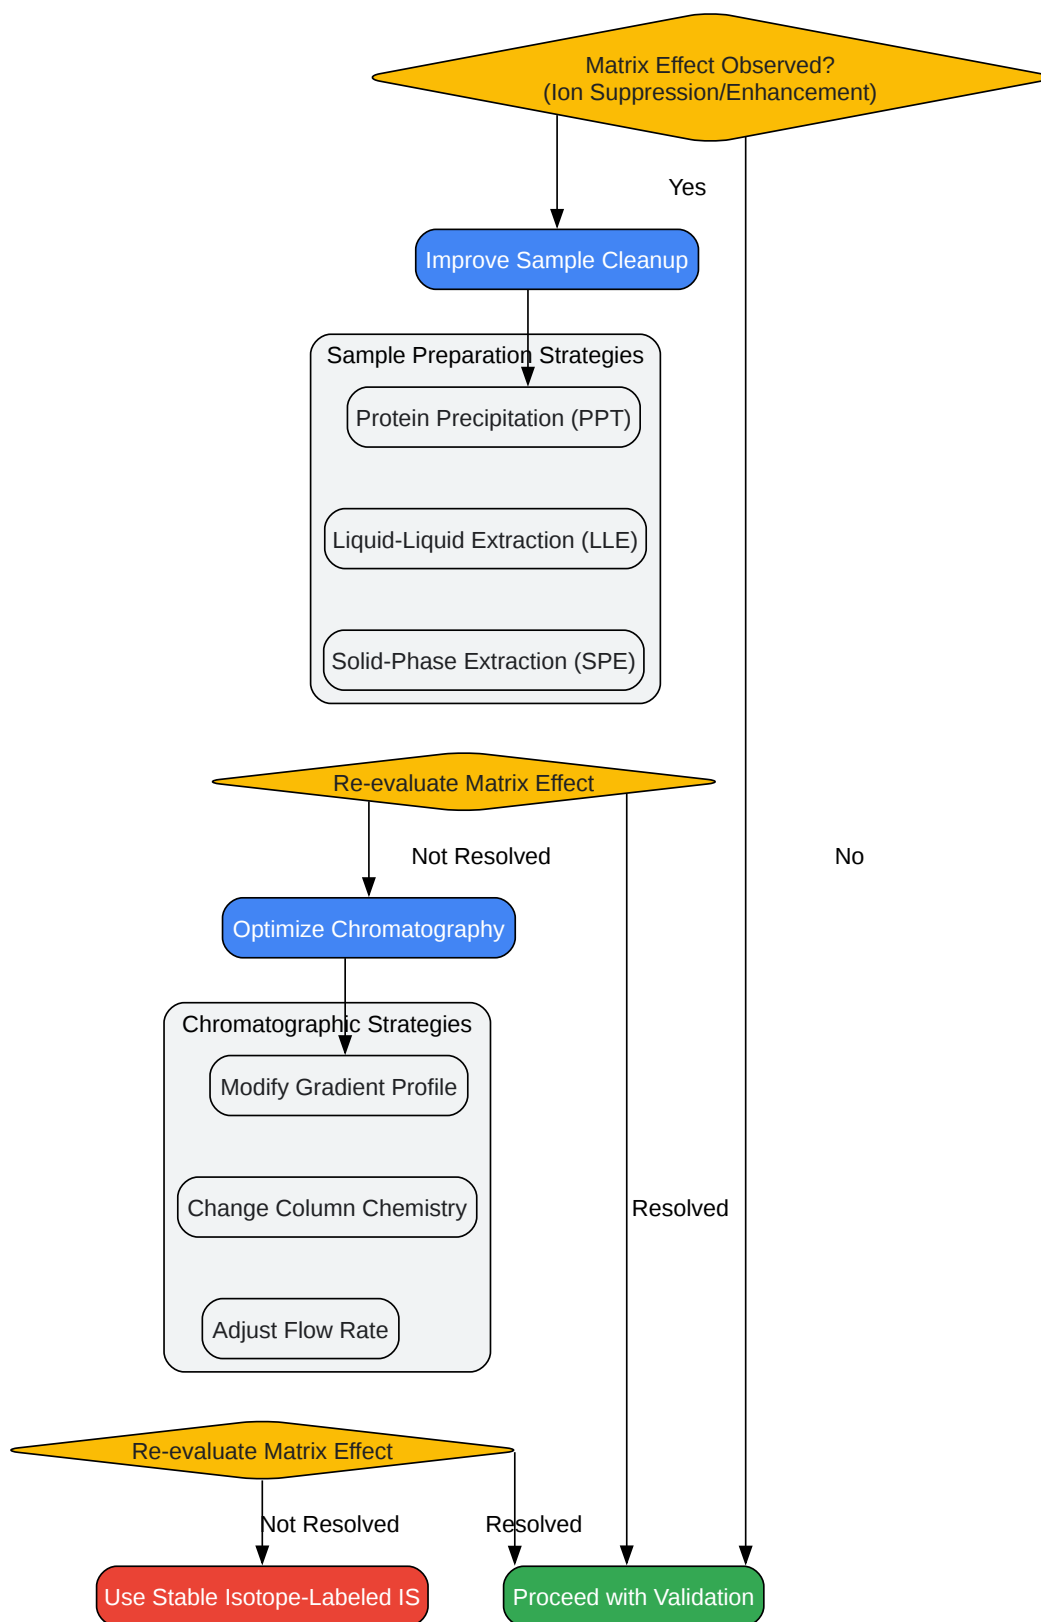 Matrix Effect Observed?
(Ion Suppression/Enhancement)
Yes
Improve Sample Cleanup
Sample Preparation Strategies
Protein Precipitation (PPT)
Liquid-Liquid Extraction (LLE)
Solid-Phase Extraction (SPE)
Re-evaluate Matrix Effect
Not Resolved
No
Optimize Chromatography
Chromatographic Strategies
Modify Gradient Profile
Change Column Chemistry
Resolved
Adjust Flow Rate
Re-evaluate Matrix Effect
Not Resolved
Resolved
Use Stable Isotope-Labeled IS
Proceed with Validation